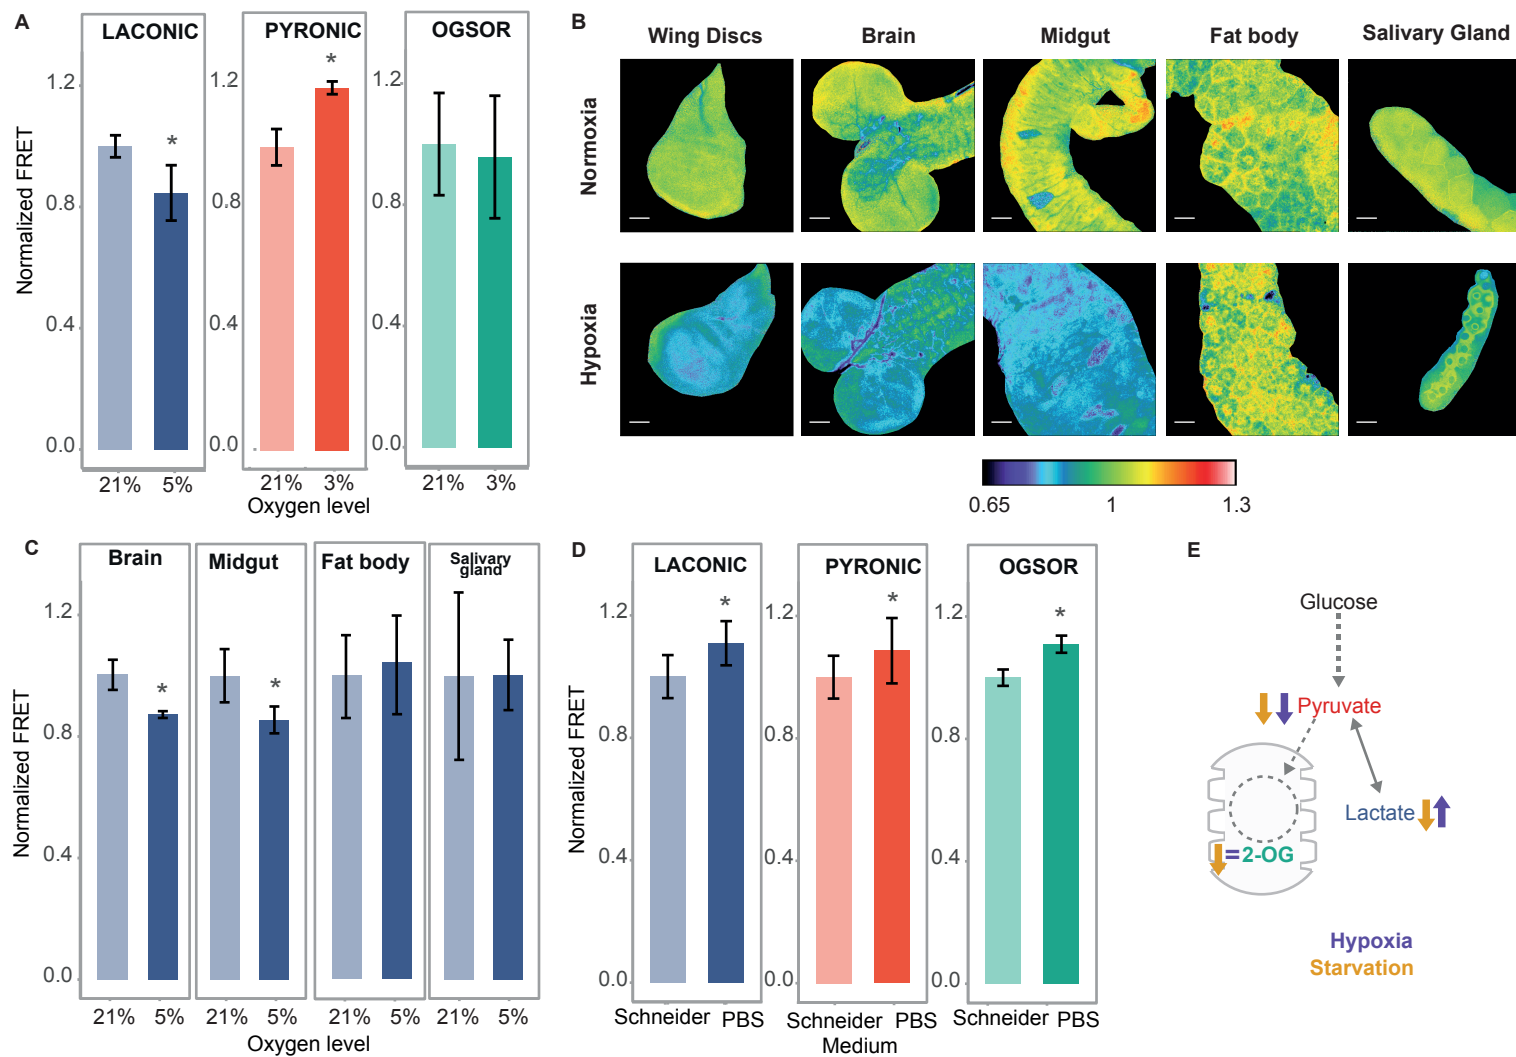 A
LACONIC
PYRONIC
OGSOR
Normalized FRET
1.2
0.8
0.4
0.0
*
21%
5%
1.2
0.8
0.4
0.0
*
21%
3%
1.2
0.8
0.4
0.0
21%
3%
Oxygen level
B
Wing Discs
Brain
Midgut
Fat body
Salivary Gland
Normoxia
Hypoxia
0.65
1
1.3
C
Brain
Midgut
Fat body
Salivary
gland
Normalized FRET
1.2
0.8
0.4
0.0
*
*
21%
5%
21%
5%
21%
5%
21%
5%
Oxygen level
D
LACONIC
PYRONIC
OGSOR
Normalized FRET
1.2
0.8
0.4
0.0
*
Schneider
PBS
1.2
0.8
0.4
0.0
*
Schneider
PBS
1.2
0.8
0.4
0.0
*
Schneider
PBS
Medium
E
Glucose
Pyruvate
Lactate
=2-OG
Hypoxia
Starvation